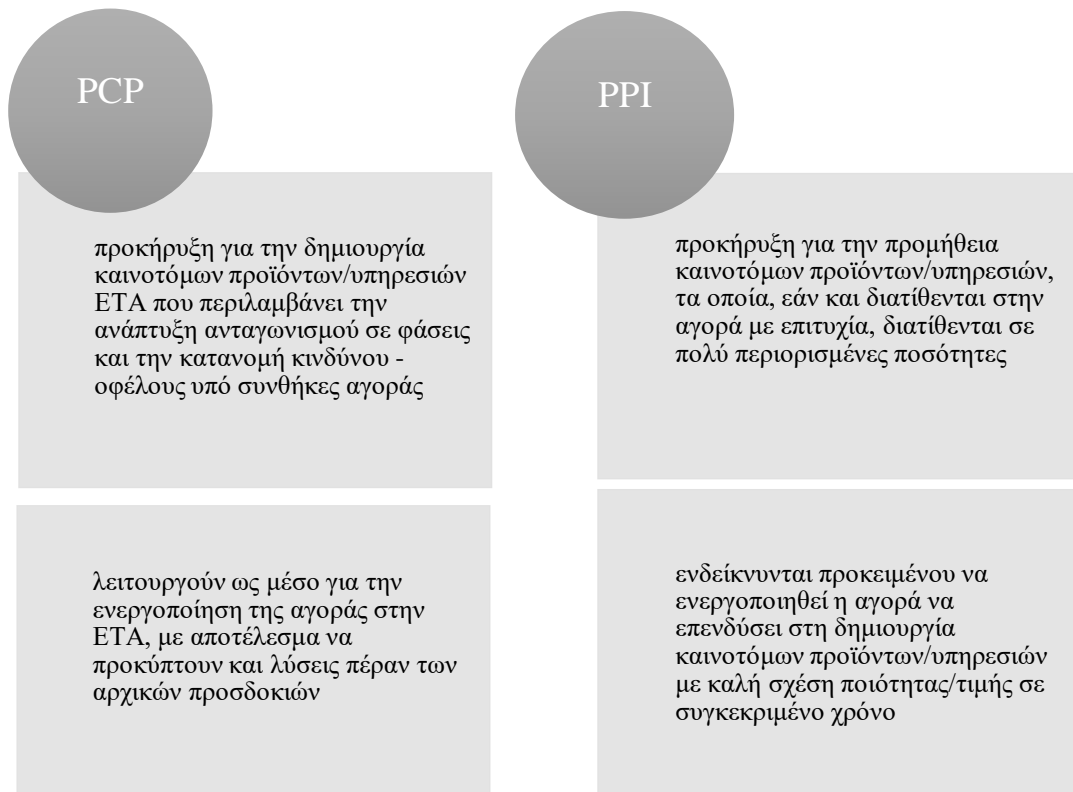 PCP
προκήρυξη για την δημιουργία
καινοτόμων προϊόντων/υπηρεσιών
ΕΤΑ που περιλαμβάνει την
ανάπτυξη ανταγωνισμού σε φάσεις
και την κατανομή κινδύνου -
οφέλους υπό συνθήκες αγοράς
λειτουργούν ως μέσο για την
ενεργοποίηση της αγοράς στην
ΕΤΑ, με αποτέλεσμα να
προκύπτουν και λύσεις πέραν των
αρχικών προσδοκιών
PPI
προκήρυξη για την προμήθεια
καινοτόμων προϊόντων/υπηρεσιών,
τα οποία, εάν και διατίθενται στην
αγορά με επιτυχία, διατίθενται σε
πολύ περιορισμένες ποσότητες
ενδείκνυνται προκειμένου να
ενεργοποιηθεί η αγορά να
επενδύσει στη δημιουργία
καινοτόμων προϊόντων/υπηρεσιών
με καλή σχέση ποιότητας/τιμής σε
συγκεκριμένο χρόνο